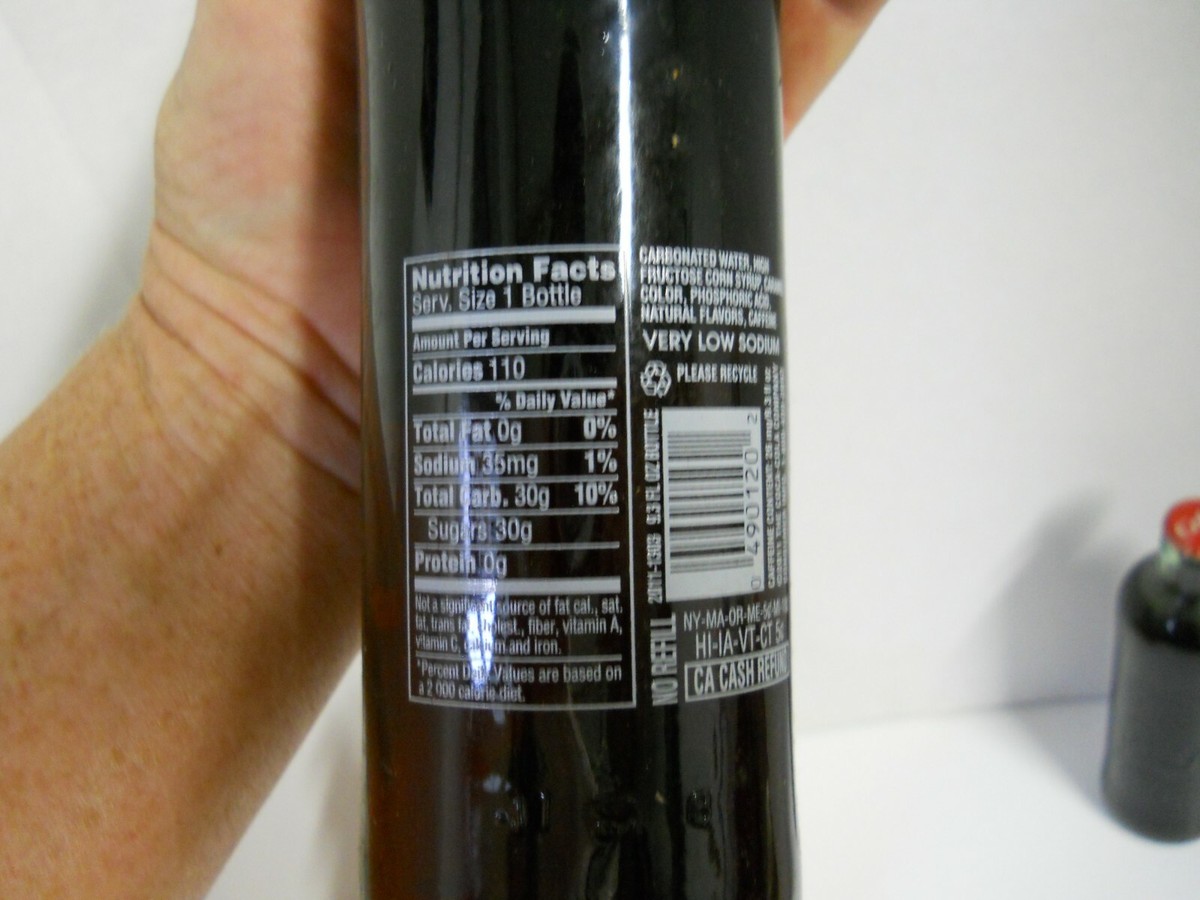 Nutrition Facts
Serv. Size 1 Bottle
Amount Per Serving
Calories 110
% Daily Value*
Total Fat 0g 0%
Sodium 35mg 1%
Total Carb. 30g 10%
Sugars 30g
Protein 0g
Not a significant source of fat cal., sat.
fat, trans fat, cholest., fiber, vitamin A,
vitamin C, calcium and iron.
*Percent Daily Values are based on
a 2 000 calorie diet.
CARBONATED WATER, HIGH
FRUCTOSE CORN SYRUP,
COLOR, PHOSPHORIC ACID,
NATURAL FLAVORS, CAFFEINE
VERY LOW SODIUM
PLEASE RECYCLE
9.3 FL OZ BOTTLE
0 490120 2
NO REFILL
NY-MA-OR-ME-5¢
HI-IA-VT-CT 5¢
CA CASH REFUND